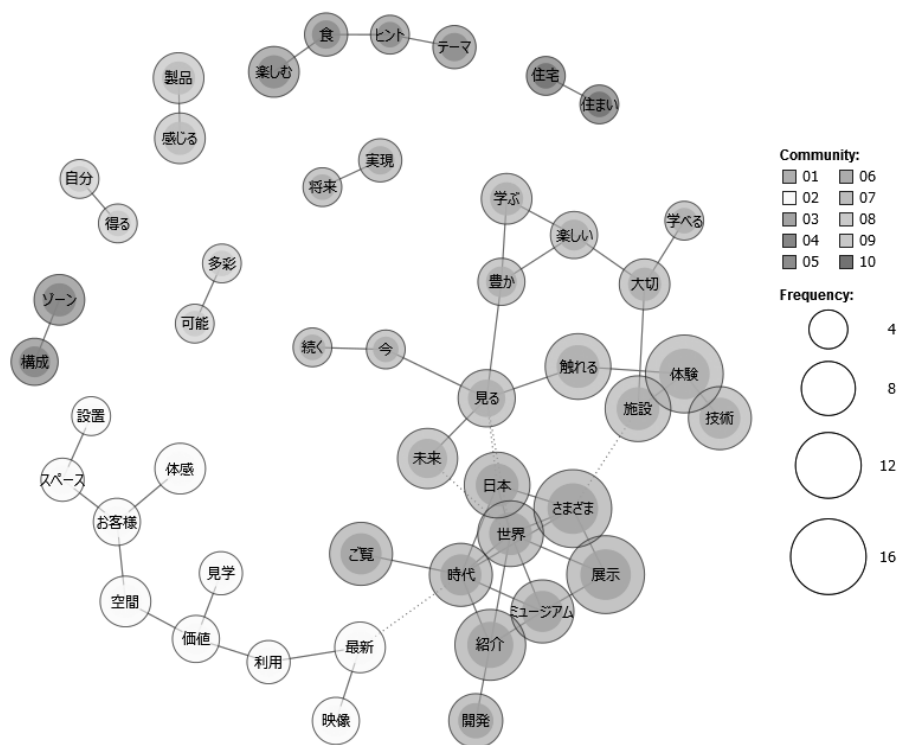 食
ヒント
テーマ
楽しむ
製品
感じる
住宅
住まい
自分
得る
将来
実現
学ぶ
楽しい
学べる
豊か
大切
多彩
可能
ゾーン
構成
続く
今
触れる
体験
見る
施設
技術
設置
スペース
体感
お客様
未来
日本
さまざま
世界
ご覧
時代
展示
見学
空間
ミュージアム
価値
利用
最新
紹介
映像
開発
Community:
01 06
02 07
03 08
04 09
05 10
Frequency:
4
8
12
16